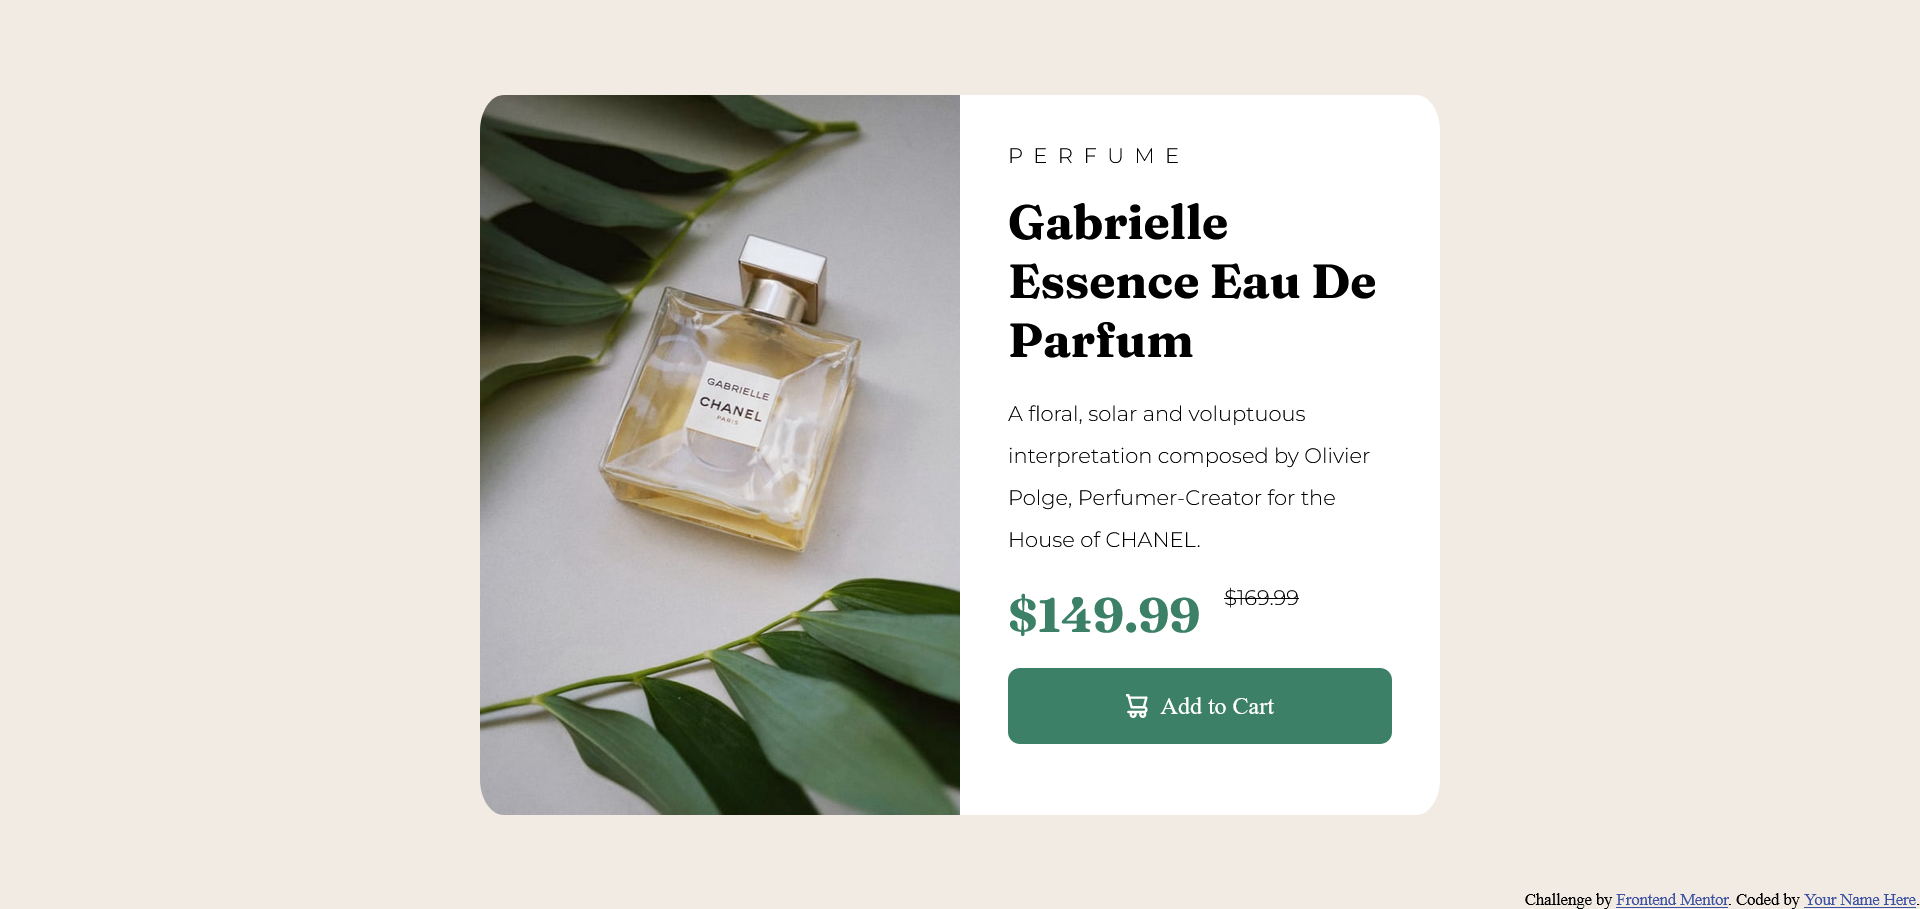 GABRIELLE
CHANEL
PARIS
PERFUME
Gabrielle
Essence Eau De
Parfum
A floral, solar and voluptuous
interpretation composed by Olivier
Polge, Perfumer-Creator for the
House of CHANEL.
$149.99 $169.99
Add to Cart
Challenge by Frontend Mentor. Coded by Your Name Here.